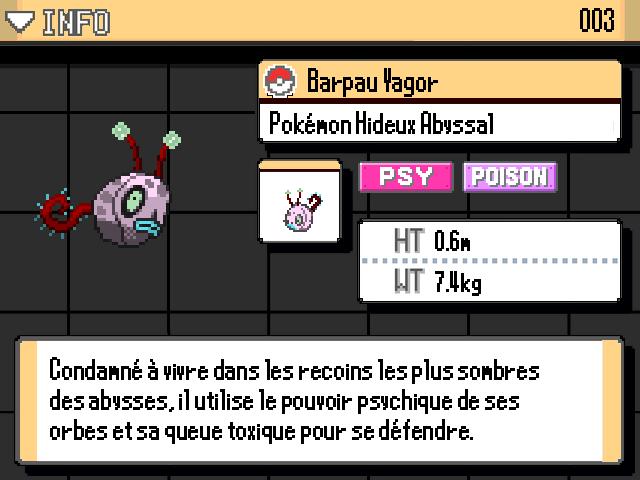 INFO
003
Barpau Yagor
Pokémon Hideux Abyssal
PSY
POISON
HT 0.6m
WT 7.4kg
Condamné à vivre dans les recoins les plus sombres
des abysses, il utilise le pouvoir psychique de ses
orbes et sa queue toxique pour se défendre.